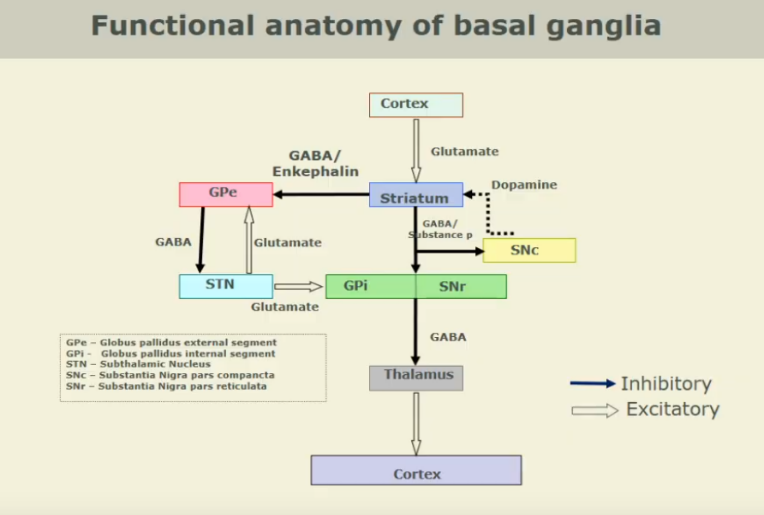 Functional anatomy of basal ganglia
Cortex
Glutamate
GABA/
Enkephalin
Dopamine
GPe
Striatum
GABA/
Substance p
GABA
Glutamate
SNc
STN
GPi
SNr
Glutamate
GABA
GPe – Globus pallidus external segment
GPi - Globus pallidus internal segment
STN – Subthalamic Nucleus
SNc – Substantia Nigra pars compancta
SNr – Substantia Nigra pars reticulata
Thalamus
Inhibitory
Excitatory
Cortex